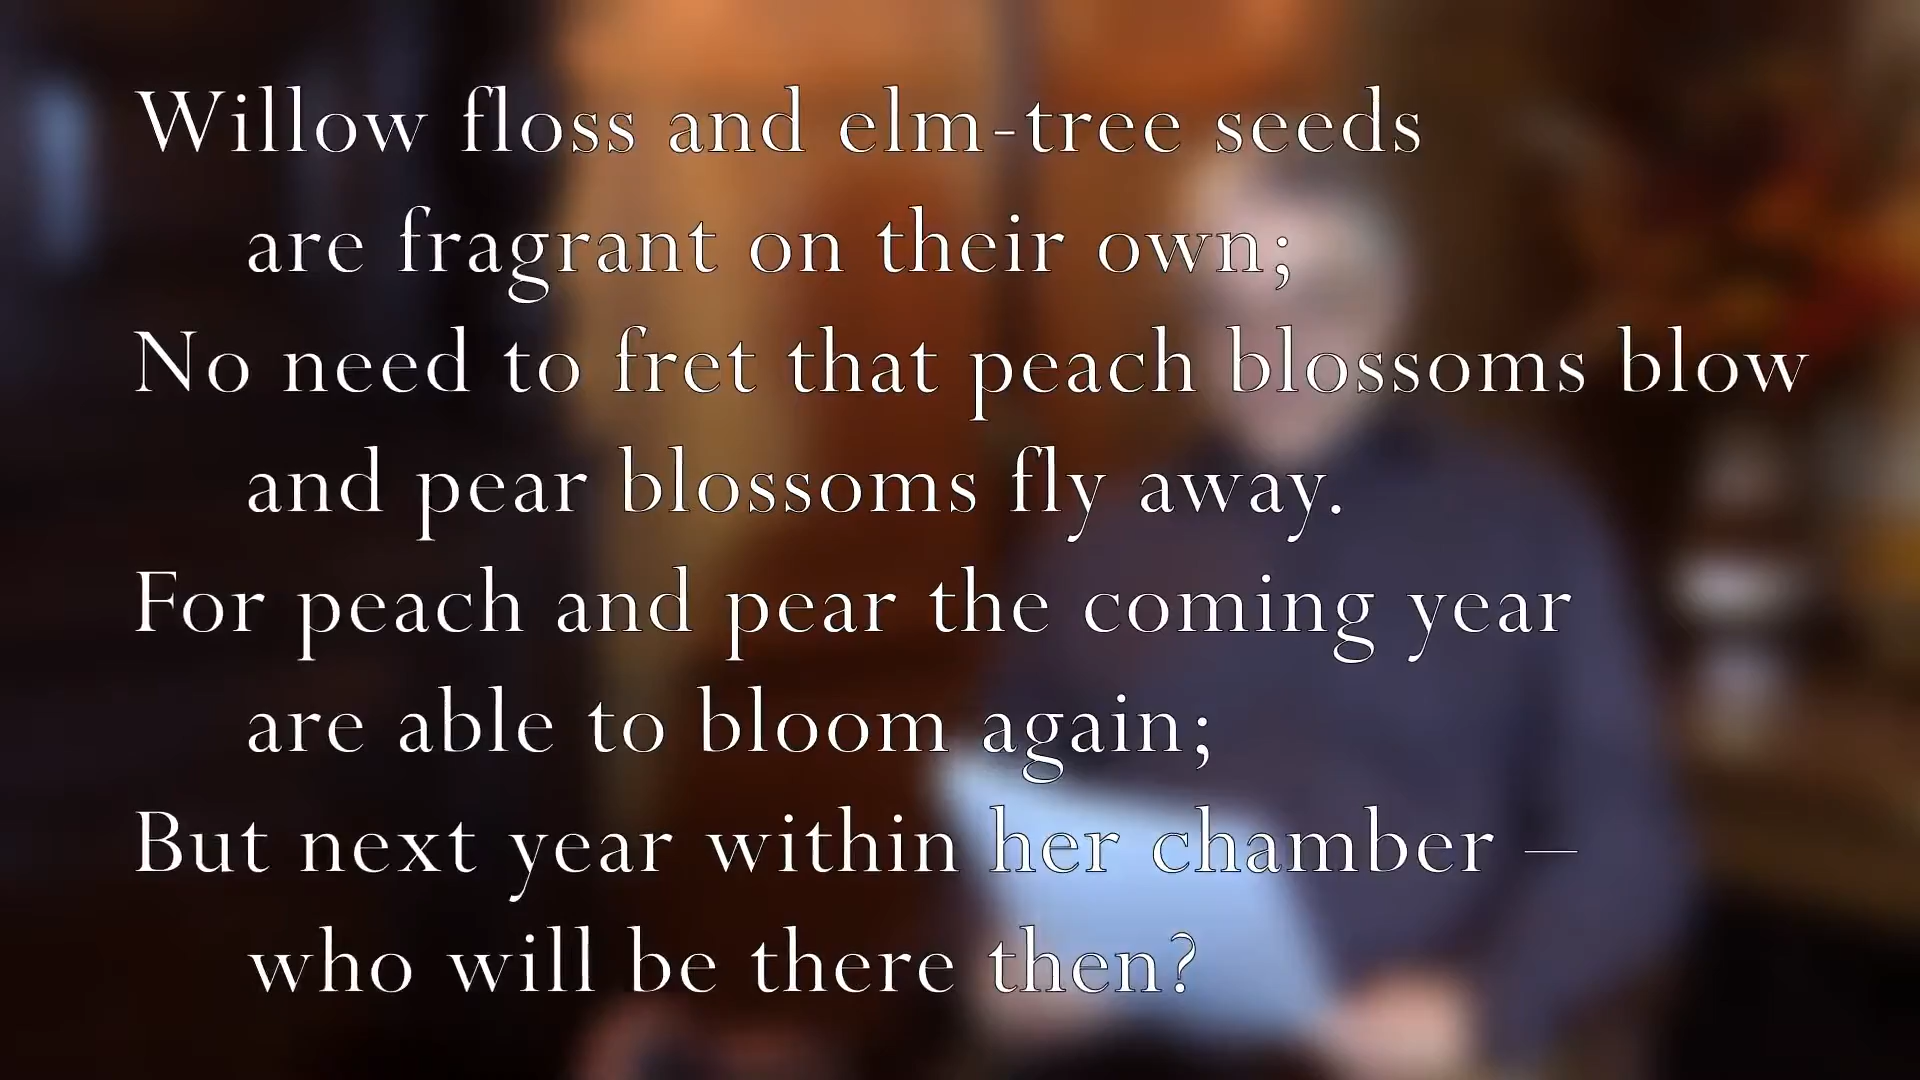 Willow floss and elm-tree seeds
are fragrant on their own;
No need to fret that peach blossoms blow
and pear blossoms fly away.
For peach and pear the coming year
are able to bloom again;
But next year within her chamber –
who will be there then?